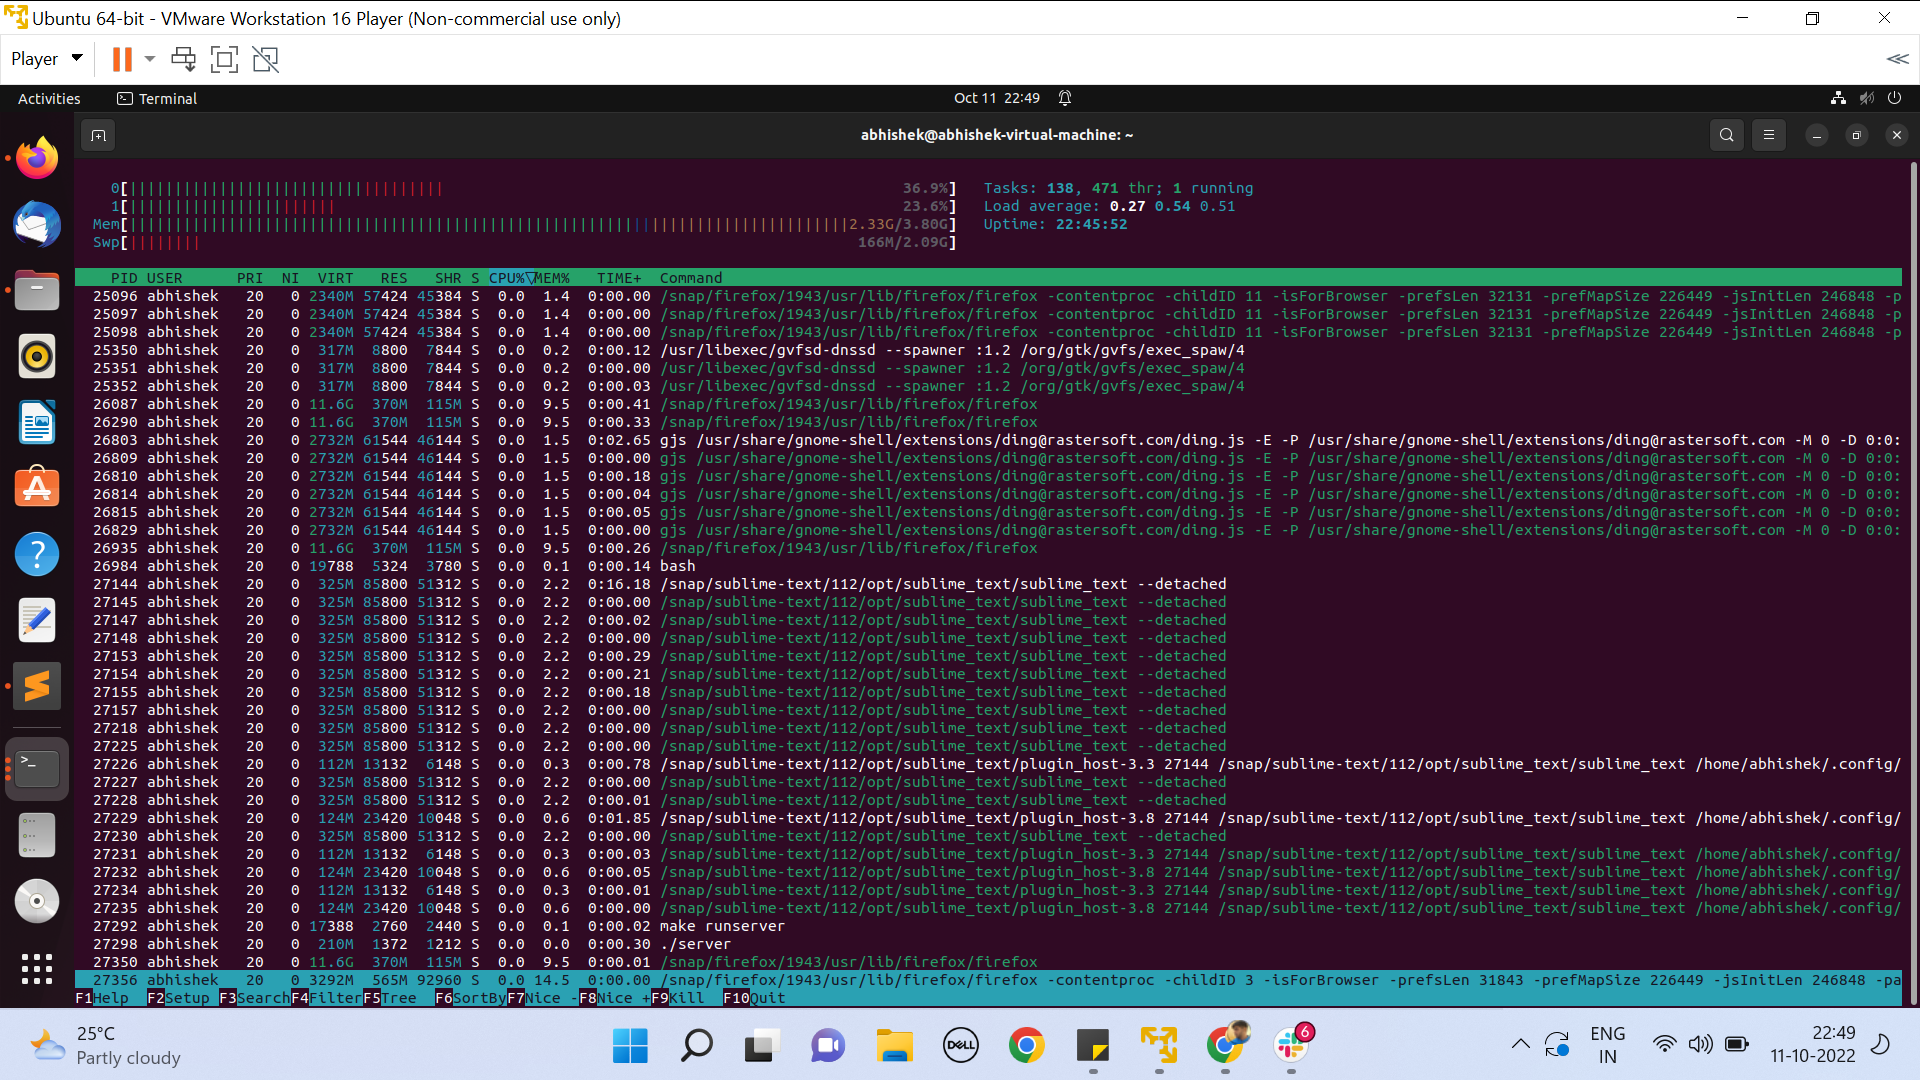 Ubuntu 64-bit - VMware Workstation 16 Player (Non-commercial use only)
Player
Activities Terminal Oct 11 22:49
abhishek@abhishek-virtual-machine: ~
0[ 36.9%] Tasks: 138, 471 thr; 1 running
1[ 23.6%] Load average: 0.27 0.54 0.51
Mem[ 2.33G/3.80G] Uptime: 22:45:52
Swp[ 166M/2.09G]
PID USER PRI NI VIRT RES SHR S CPU%▽MEM% TIME+ Command
25096 abhishek 20 0 2340M 57424 45384 S 0.0 1.4 0:00.00 /snap/firefox/1943/usr/lib/firefox/firefox -contentproc -childID 11 -isForBrowser -prefsLen 32131 -prefMapSize 226449 -jsInitLen 246848 -p
25097 abhishek 20 0 2340M 57424 45384 S 0.0 1.4 0:00.00 /snap/firefox/1943/usr/lib/firefox/firefox -contentproc -childID 11 -isForBrowser -prefsLen 32131 -prefMapSize 226449 -jsInitLen 246848 -p
25098 abhishek 20 0 2340M 57424 45384 S 0.0 1.4 0:00.00 /snap/firefox/1943/usr/lib/firefox/firefox -contentproc -childID 11 -isForBrowser -prefsLen 32131 -prefMapSize 226449 -jsInitLen 246848 -p
25350 abhishek 20 0 317M 8800 7844 S 0.0 0.2 0:00.12 /usr/libexec/gvfsd-dnssd --spawner :1.2 /org/gtk/gvfs/exec_spaw/4
25351 abhishek 20 0 317M 8800 7844 S 0.0 0.2 0:00.00 /usr/libexec/gvfsd-dnssd --spawner :1.2 /org/gtk/gvfs/exec_spaw/4
25352 abhishek 20 0 317M 8800 7844 S 0.0 0.2 0:00.03 /usr/libexec/gvfsd-dnssd --spawner :1.2 /org/gtk/gvfs/exec_spaw/4
26087 abhishek 20 0 11.6G 370M 115M S 0.0 9.5 0:00.41 /snap/firefox/1943/usr/lib/firefox/firefox
26290 abhishek 20 0 11.6G 370M 115M S 0.0 9.5 0:00.33 /snap/firefox/1943/usr/lib/firefox/firefox
26803 abhishek 20 0 2732M 61544 46144 S 0.0 1.5 0:02.65 gjs /usr/share/gnome-shell/extensions/ding@rastersoft.com/ding.js -E -P /usr/share/gnome-shell/extensions/ding@rastersoft.com -M 0 -D 0:0:
26809 abhishek 20 0 2732M 61544 46144 S 0.0 1.5 0:00.00 gjs /usr/share/gnome-shell/extensions/ding@rastersoft.com/ding.js -E -P /usr/share/gnome-shell/extensions/ding@rastersoft.com -M 0 -D 0:0:
26810 abhishek 20 0 2732M 61544 46144 S 0.0 1.5 0:00.18 gjs /usr/share/gnome-shell/extensions/ding@rastersoft.com/ding.js -E -P /usr/share/gnome-shell/extensions/ding@rastersoft.com -M 0 -D 0:0:
26814 abhishek 20 0 2732M 61544 46144 S 0.0 1.5 0:00.04 gjs /usr/share/gnome-shell/extensions/ding@rastersoft.com/ding.js -E -P /usr/share/gnome-shell/extensions/ding@rastersoft.com -M 0 -D 0:0:
26815 abhishek 20 0 2732M 61544 46144 S 0.0 1.5 0:00.05 gjs /usr/share/gnome-shell/extensions/ding@rastersoft.com/ding.js -E -P /usr/share/gnome-shell/extensions/ding@rastersoft.com -M 0 -D 0:0:
26829 abhishek 20 0 2732M 61544 46144 S 0.0 1.5 0:00.00 gjs /usr/share/gnome-shell/extensions/ding@rastersoft.com/ding.js -E -P /usr/share/gnome-shell/extensions/ding@rastersoft.com -M 0 -D 0:0:
26935 abhishek 20 0 11.6G 370M 115M S 0.0 9.5 0:00.26 /snap/firefox/1943/usr/lib/firefox/firefox
26984 abhishek 20 0 19788 5324 3780 S 0.0 0.1 0:00.14 bash
27144 abhishek 20 0 325M 85800 51312 S 0.0 2.2 0:16.18 /snap/sublime-text/112/opt/sublime_text/sublime_text --detached
27145 abhishek 20 0 325M 85800 51312 S 0.0 2.2 0:00.00 /snap/sublime-text/112/opt/sublime_text/sublime_text --detached
27147 abhishek 20 0 325M 85800 51312 S 0.0 2.2 0:00.02 /snap/sublime-text/112/opt/sublime_text/sublime_text --detached
27148 abhishek 20 0 325M 85800 51312 S 0.0 2.2 0:00.00 /snap/sublime-text/112/opt/sublime_text/sublime_text --detached
27153 abhishek 20 0 325M 85800 51312 S 0.0 2.2 0:00.29 /snap/sublime-text/112/opt/sublime_text/sublime_text --detached
27154 abhishek 20 0 325M 85800 51312 S 0.0 2.2 0:00.21 /snap/sublime-text/112/opt/sublime_text/sublime_text --detached
27155 abhishek 20 0 325M 85800 51312 S 0.0 2.2 0:00.18 /snap/sublime-text/112/opt/sublime_text/sublime_text --detached
27157 abhishek 20 0 325M 85800 51312 S 0.0 2.2 0:00.00 /snap/sublime-text/112/opt/sublime_text/sublime_text --detached
27218 abhishek 20 0 325M 85800 51312 S 0.0 2.2 0:00.00 /snap/sublime-text/112/opt/sublime_text/sublime_text --detached
27225 abhishek 20 0 325M 85800 51312 S 0.0 2.2 0:00.00 /snap/sublime-text/112/opt/sublime_text/sublime_text --detached
27226 abhishek 20 0 112M 13132 6148 S 0.0 0.3 0:00.78 /snap/sublime-text/112/opt/sublime_text/plugin_host-3.3 27144 /snap/sublime-text/112/opt/sublime_text/sublime_text /home/abhishek/.config/
27227 abhishek 20 0 325M 85800 51312 S 0.0 2.2 0:00.00 /snap/sublime-text/112/opt/sublime_text/sublime_text --detached
27228 abhishek 20 0 325M 85800 51312 S 0.0 2.2 0:00.01 /snap/sublime-text/112/opt/sublime_text/sublime_text --detached
27229 abhishek 20 0 124M 23420 10048 S 0.0 0.6 0:01.85 /snap/sublime-text/112/opt/sublime_text/plugin_host-3.8 27144 /snap/sublime-text/112/opt/sublime_text/sublime_text /home/abhishek/.config/
27230 abhishek 20 0 325M 85800 51312 S 0.0 2.2 0:00.00 /snap/sublime-text/112/opt/sublime_text/sublime_text --detached
27231 abhishek 20 0 112M 13132 6148 S 0.0 0.3 0:00.03 /snap/sublime-text/112/opt/sublime_text/plugin_host-3.3 27144 /snap/sublime-text/112/opt/sublime_text/sublime_text /home/abhishek/.config/
27232 abhishek 20 0 124M 23420 10048 S 0.0 0.6 0:00.05 /snap/sublime-text/112/opt/sublime_text/plugin_host-3.8 27144 /snap/sublime-text/112/opt/sublime_text/sublime_text /home/abhishek/.config/
27234 abhishek 20 0 112M 13132 6148 S 0.0 0.3 0:00.01 /snap/sublime-text/112/opt/sublime_text/plugin_host-3.3 27144 /snap/sublime-text/112/opt/sublime_text/sublime_text /home/abhishek/.config/
27235 abhishek 20 0 124M 23420 10048 S 0.0 0.6 0:00.00 /snap/sublime-text/112/opt/sublime_text/plugin_host-3.8 27144 /snap/sublime-text/112/opt/sublime_text/sublime_text /home/abhishek/.config/
27292 abhishek 20 0 17388 2760 2440 S 0.0 0.1 0:00.02 make runserver
27298 abhishek 20 0 210M 1372 1212 S 0.0 0.0 0:00.30 ./server
27350 abhishek 20 0 11.6G 370M 115M S 0.0 9.5 0:00.01 /snap/firefox/1943/usr/lib/firefox/firefox
27356 abhishek 20 0 3292M 565M 92960 S 0.0 14.5 0:00.00 /snap/firefox/1943/usr/lib/firefox/firefox -contentproc -childID 3 -isForBrowser -prefsLen 31843 -prefMapSize 226449 -jsInitLen 246848 -pa
F1Help F2Setup F3SearchF4FilterF5Tree F6SortByF7Nice -F8Nice +F9Kill F10Quit
25°C
Partly cloudy
DELL
6
ENG
IN
22:49
11-10-2022